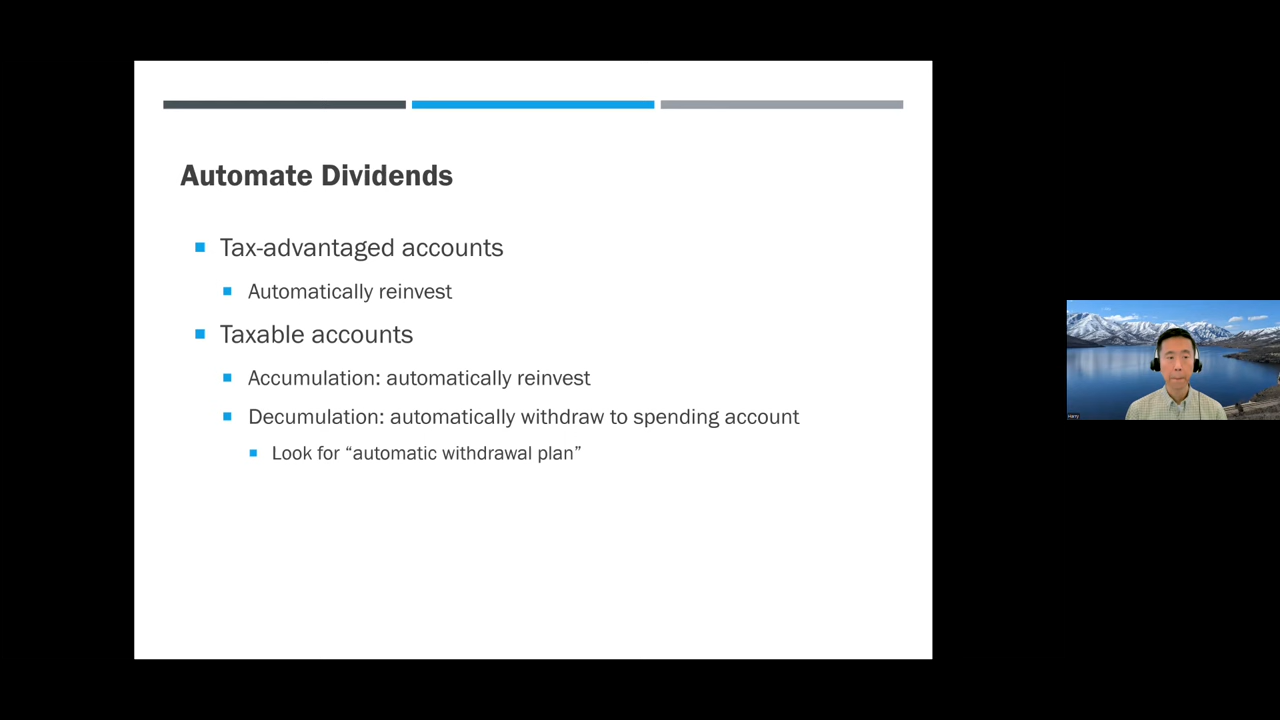 Automate Dividends
Tax-advantaged accounts
Automatically reinvest
Taxable accounts
Accumulation: automatically reinvest
Decumulation: automatically withdraw to spending account
Look for “automatic withdrawal plan”
Harry